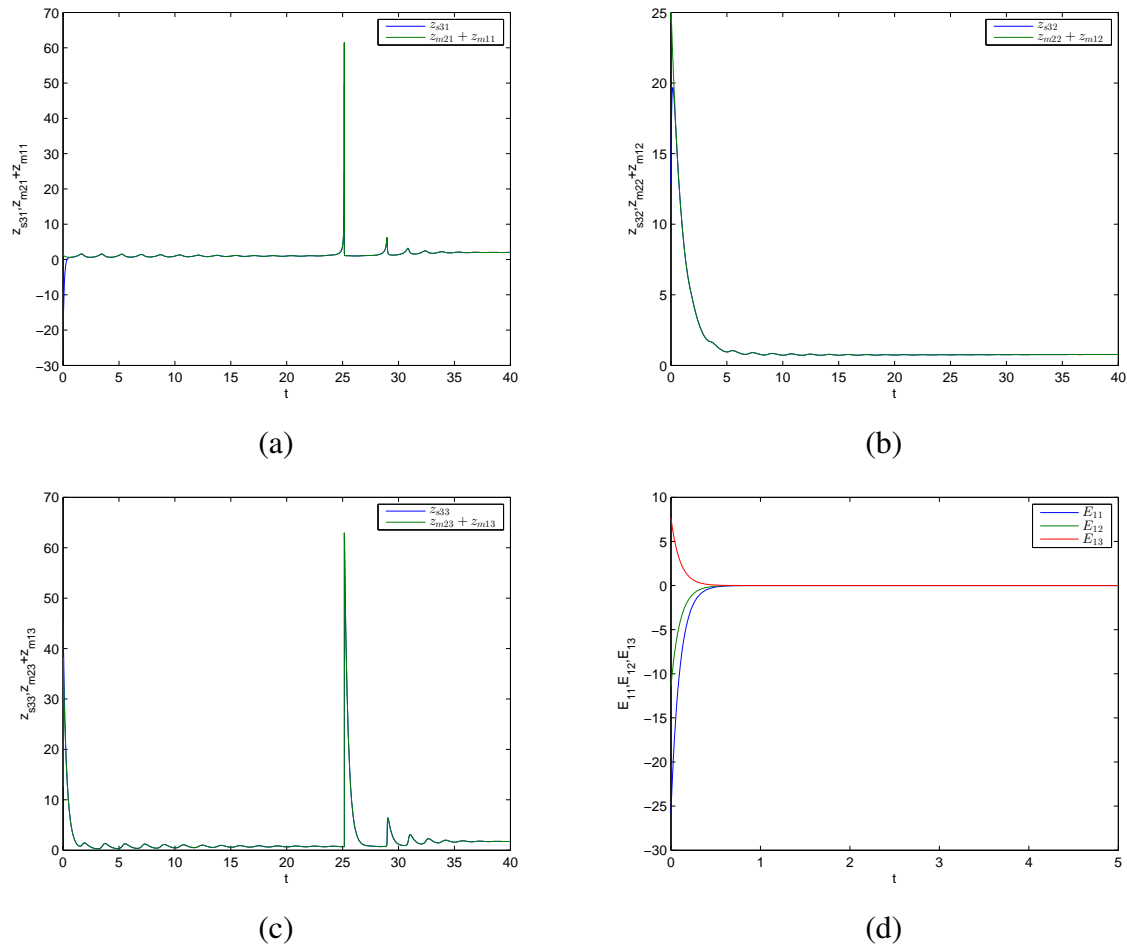 70
60
50
40
30
20
10
0
−10
−20
−30
0 5 10 15 20 25 30 35 40
t
z_{s31},z_{m21}+z_{m11}
z_{s31}
z_{m21} + z_{m11}
(a)
25
20
15
10
5
0
0 5 10 15 20 25 30 35 40
t
z_{s32},z_{m22}+z_{m12}
z_{s32}
z_{m22} + z_{m12}
(b)
70
60
50
40
30
20
10
0
0 5 10 15 20 25 30 35 40
t
z_{s33},z_{m23}+z_{m13}
z_{s33}
z_{m23} + z_{m13}
(c)
10
5
0
−5
−10
−15
−20
−25
−30
0 1 2 3 4 5
t
E_{11},E_{12},E_{13}
E_{11}
E_{12}
E_{13}
(d)